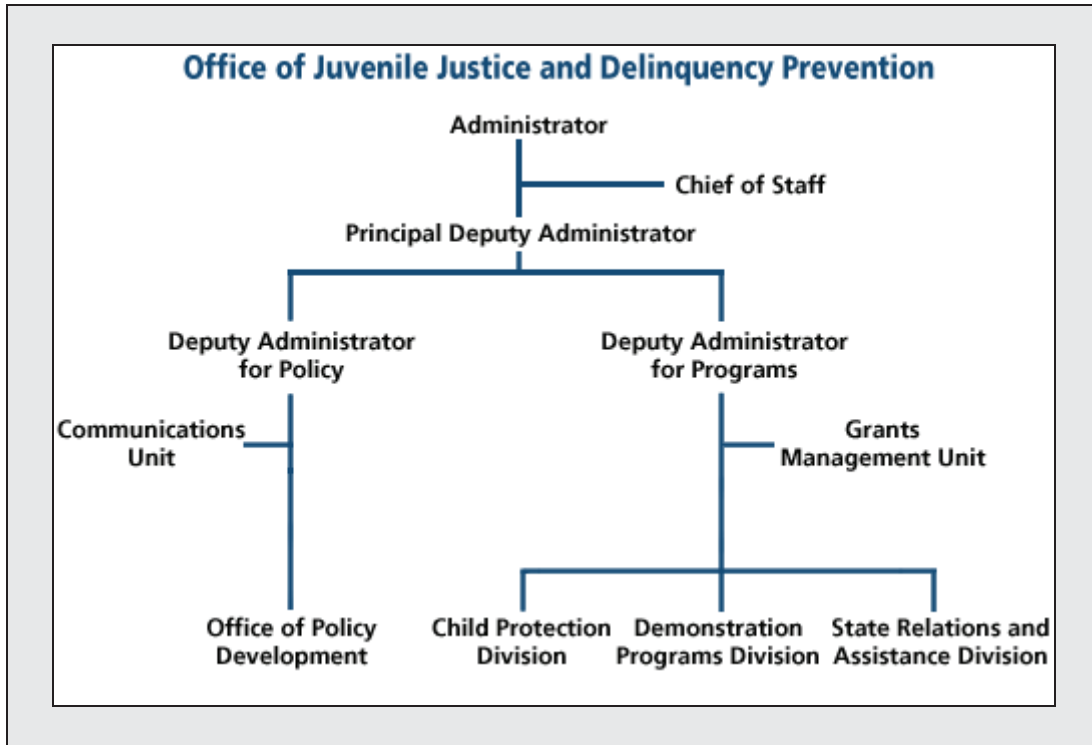 Office of Juvenile Justice and Delinquency Prevention
Administrator
Chief of Staff
Principal Deputy Administrator
Deputy Administrator
for Policy
Deputy Administrator
for Programs
Communications
Unit
Grants
Management Unit
Office of Policy
Development
Child Protection
Division
Demonstration
Programs Division
State Relations and
Assistance Division